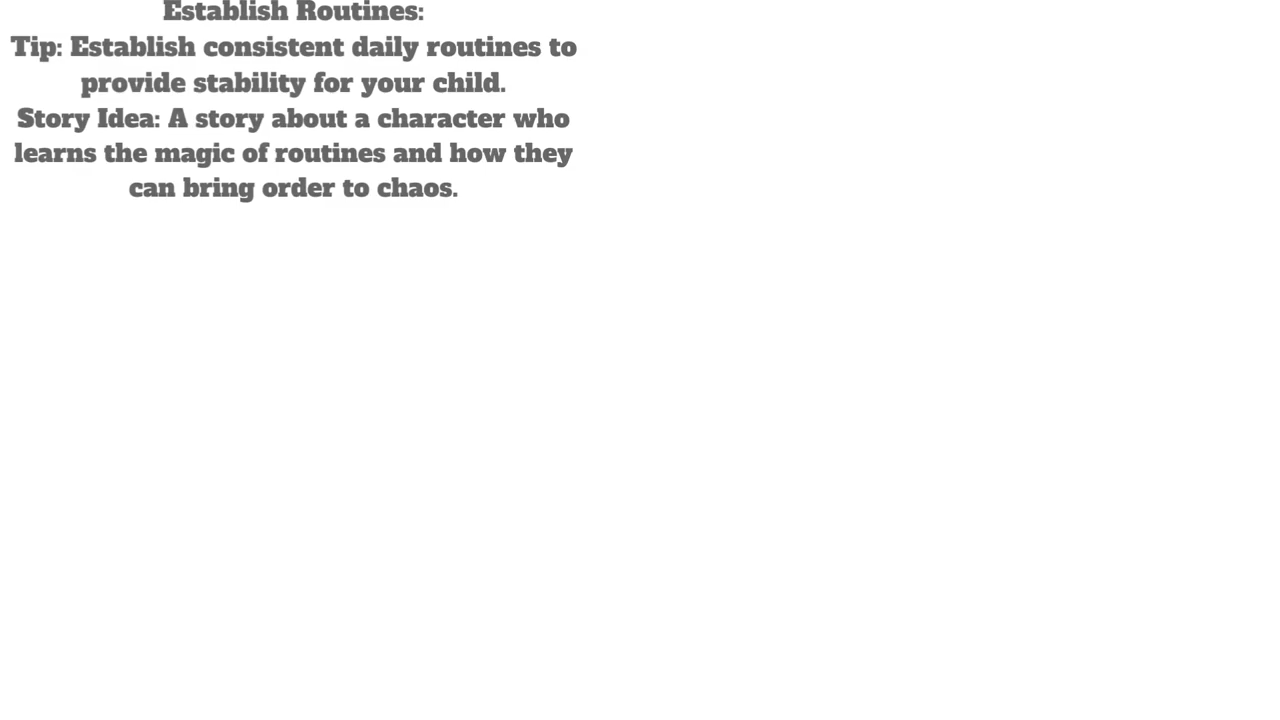 Establish Routines:
Tip: Establish consistent daily routines to
provide stability for your child.
Story Idea: A story about a character who
learns the magic of routines and how they
can bring order to chaos.